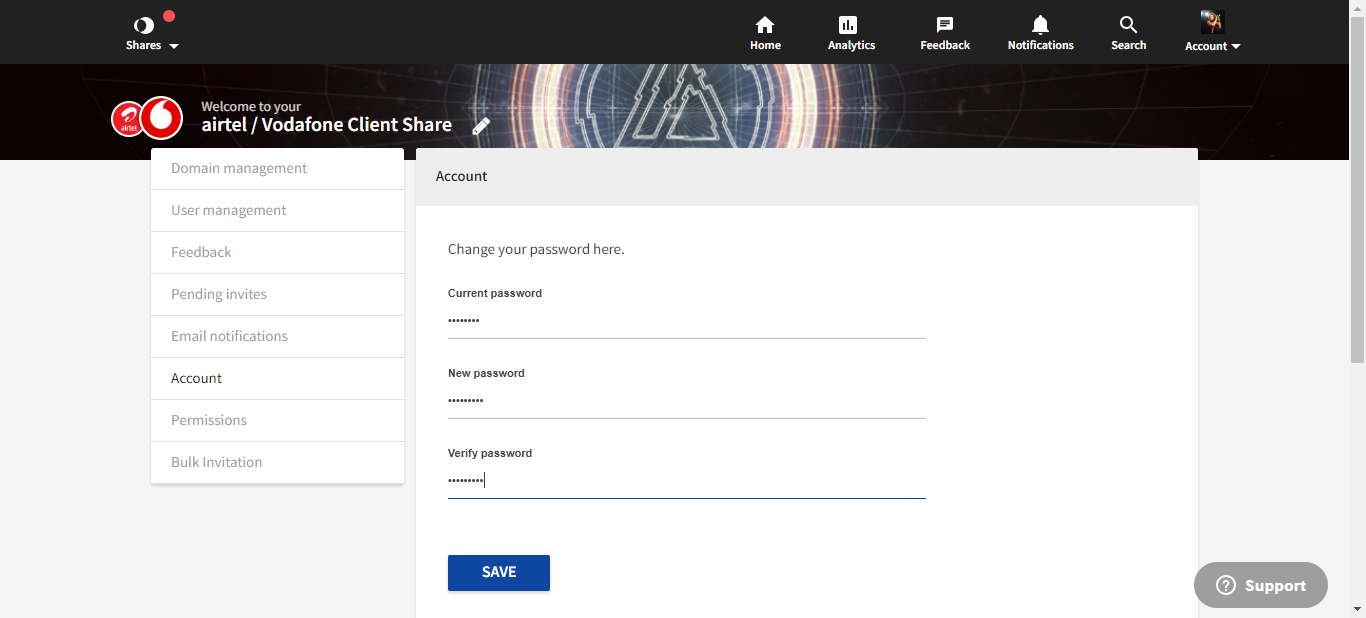 Shares
Home
Analytics
Feedback
Notifications
Search
Account
airtel
Welcome to your
airtel / Vodafone Client Share
Domain management
User management
Feedback
Pending invites
Email notifications
Account
Permissions
Bulk Invitation
Account
Change your password here.
Current password
••••••••
New password
•••••••••
Verify password
•••••••••
SAVE
? Support